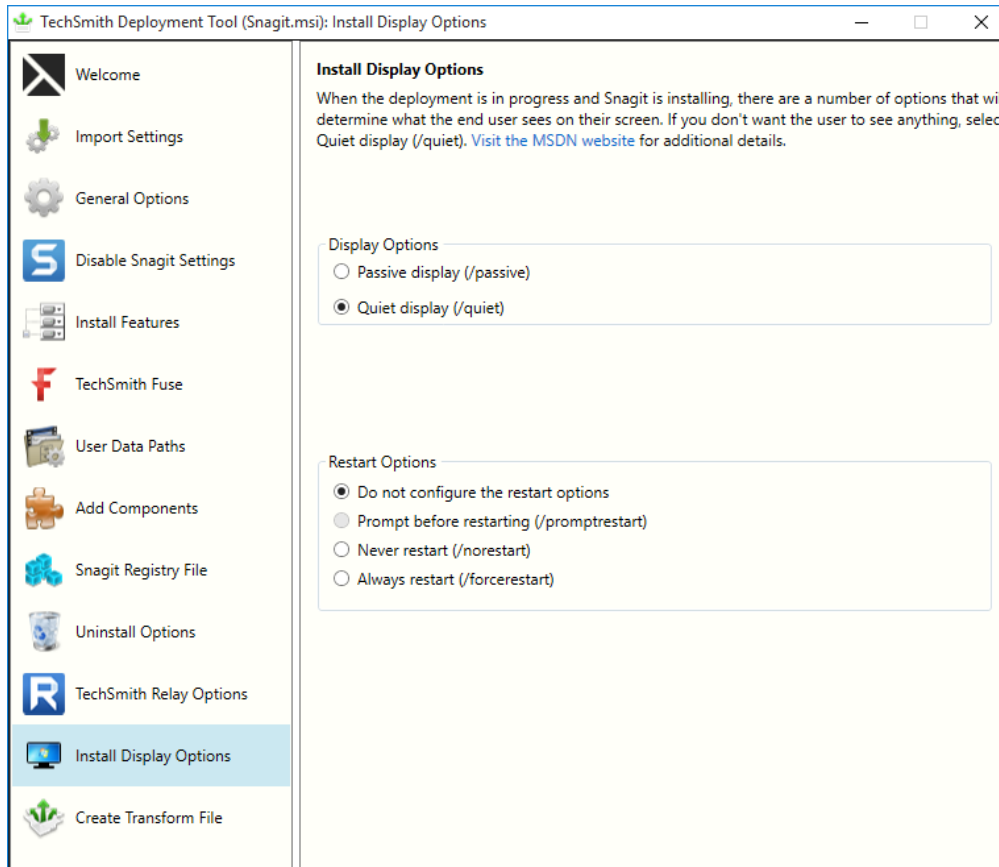 TechSmith Deployment Tool (Snagit.msi): Install Display Options
Welcome
Import Settings
General Options
Disable Snagit Settings
Install Features
TechSmith Fuse
User Data Paths
Add Components
Snagit Registry File
Uninstall Options
TechSmith Relay Options
Install Display Options
Create Transform File
Install Display Options
When the deployment is in progress and Snagit is installing, there are a number of options that wi
determine what the end user sees on their screen. If you don't want the user to see anything, selec
Quiet display (/quiet). Visit the MSDN website for additional details.
Display Options
Passive display (/passive)
Quiet display (/quiet)
Restart Options
Do not configure the restart options
Prompt before restarting (/promptrestart)
Never restart (/norestart)
Always restart (/forcerestart)